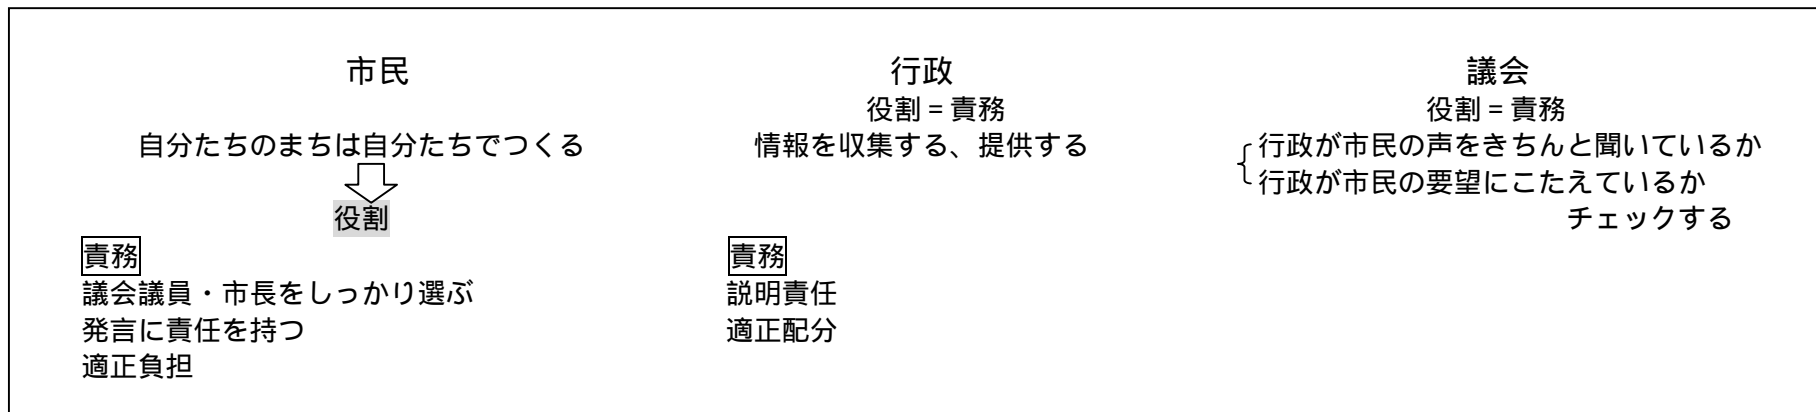 市民
自分たちのまちは自分たちでつくる
役割
責務
議会議員・市長をしっかり選ぶ
発言に責任を持つ
適正負担
行政
役割=責務
情報を収集する、提供する
責務
説明責任
適正配分
議会
役割=責務
行政が市民の声をきちんと聞いているか
行政が市民の要望にこたえているか
チェックする